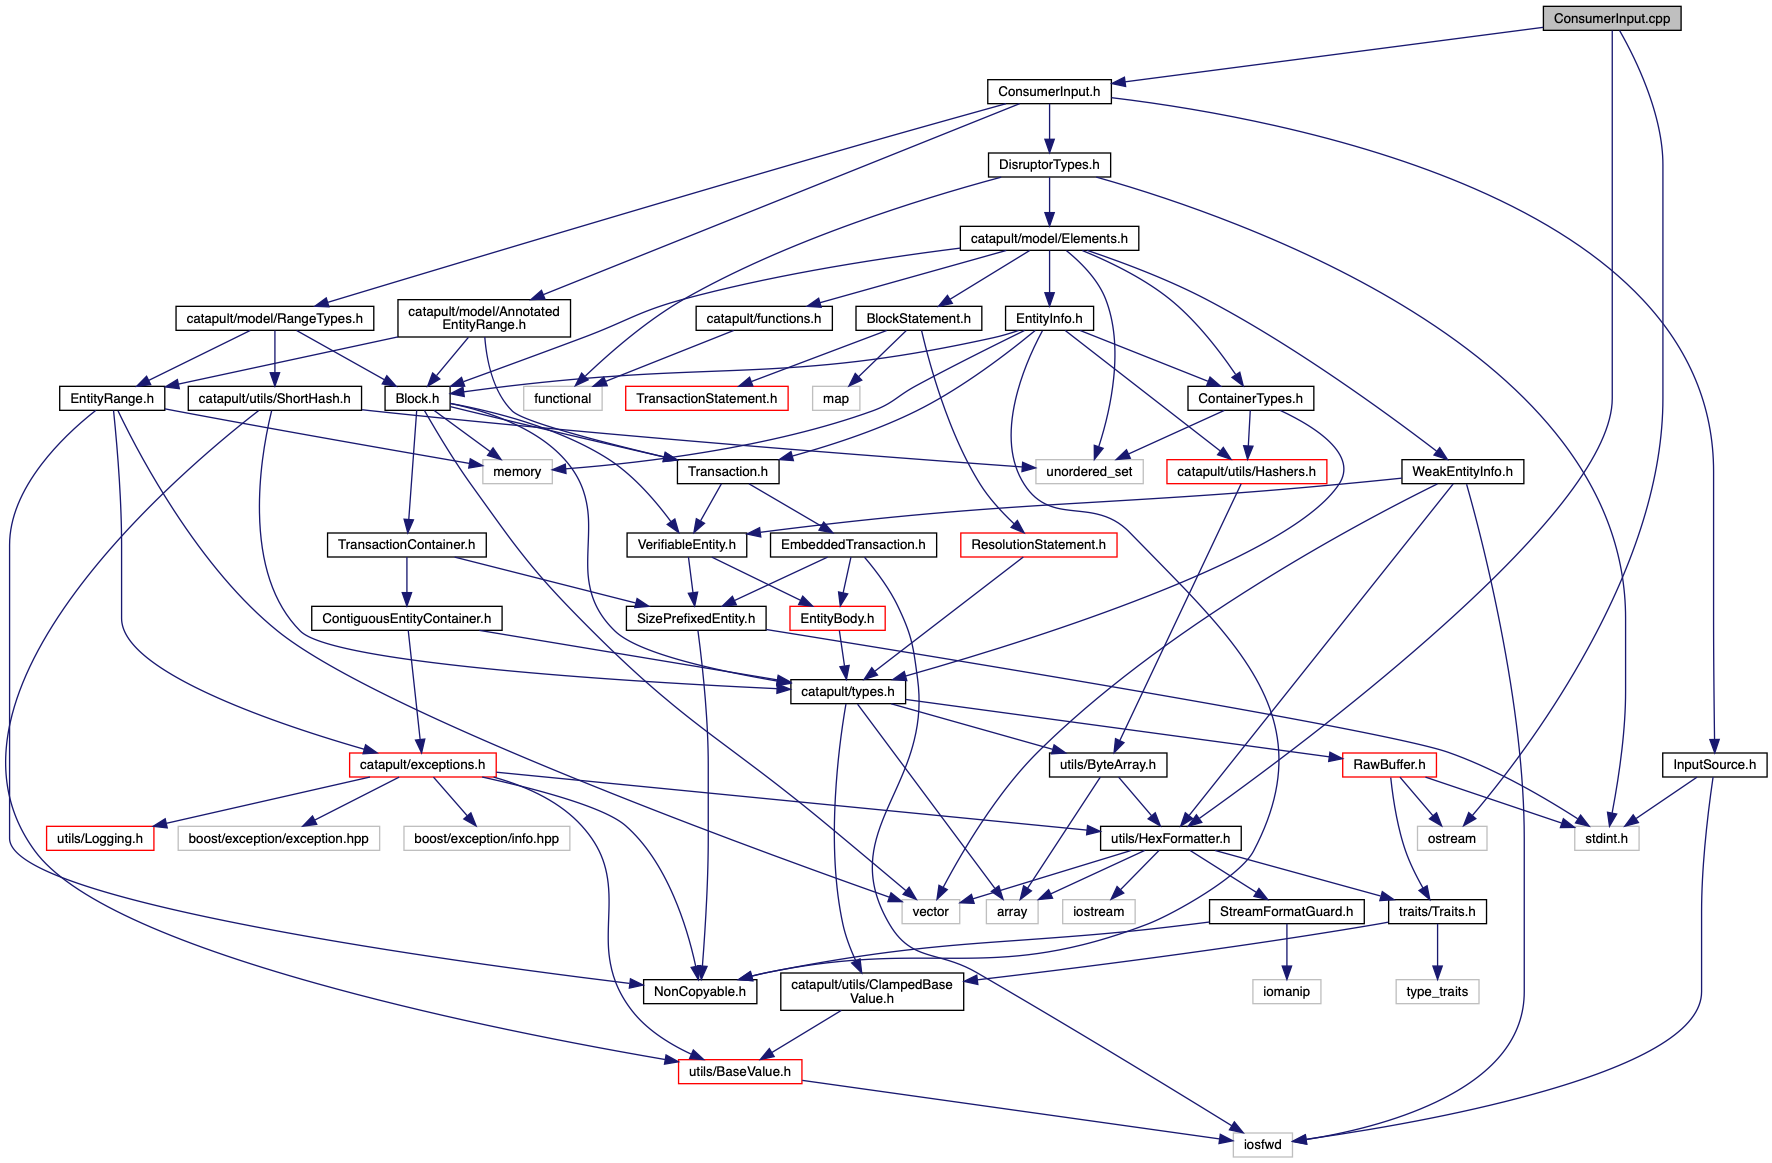 ConsumerInput.cpp
ConsumerInput.h
DisruptorTypes.h
catapult/model/Elements.h
catapult/model/RangeTypes.h
catapult/model/Annotated
EntityRange.h
catapult/functions.h
BlockStatement.h
EntityInfo.h
EntityRange.h
catapult/utils/ShortHash.h
Block.h
functional
TransactionStatement.h
map
ContainerTypes.h
memory
Transaction.h
unordered_set
catapult/utils/Hashers.h
WeakEntityInfo.h
TransactionContainer.h
VerifiableEntity.h
EmbeddedTransaction.h
ResolutionStatement.h
ContiguousEntityContainer.h
SizePrefixedEntity.h
EntityBody.h
catapult/types.h
catapult/exceptions.h
utils/ByteArray.h
RawBuffer.h
InputSource.h
utils/Logging.h
boost/exception/exception.hpp
boost/exception/info.hpp
utils/HexFormatter.h
ostream
stdint.h
vector
array
iostream
StreamFormatGuard.h
traits/Traits.h
NonCopyable.h
catapult/utils/ClampedBase
Value.h
iomanip
type_traits
utils/BaseValue.h
iosfwd